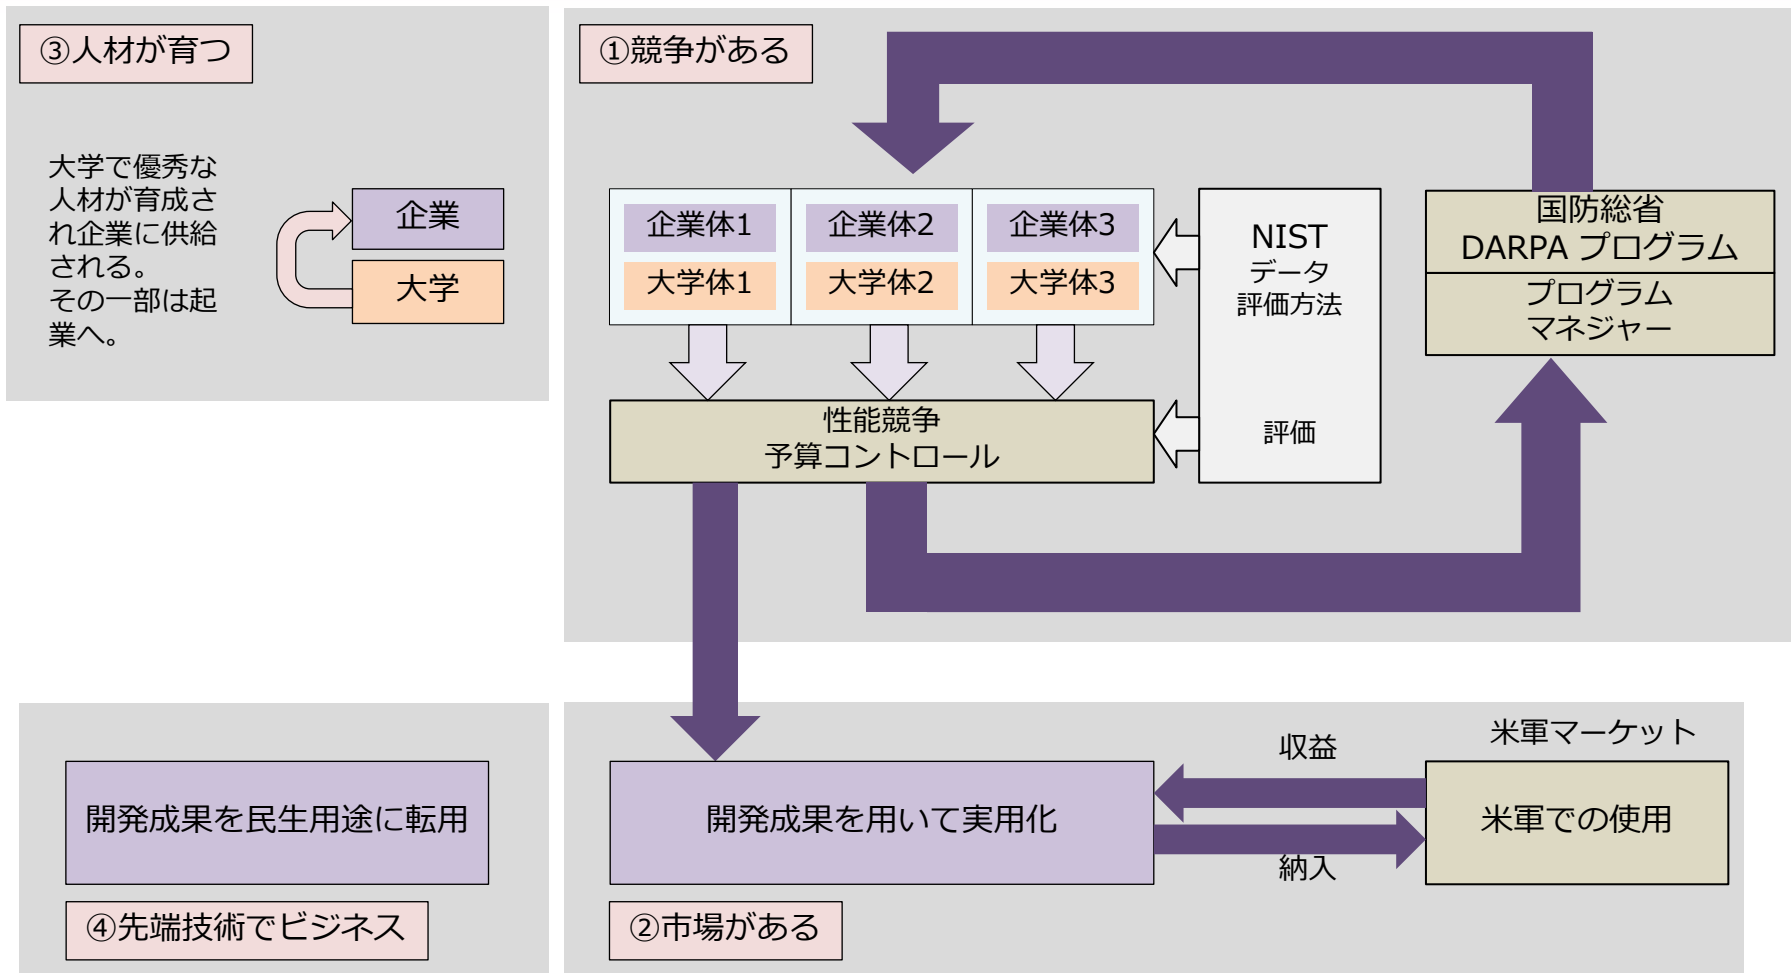 ③人材が育つ
大学で優秀な
人材が育成さ
れ企業に供給
される。
その一部は起
業へ。
企業
大学
①競争がある
企業体1
企業体2
企業体3
大学体1
大学体2
大学体3
NIST
データ
評価方法
評価
国防総省
DARPA プログラム
プログラム
マネジャー
性能競争
予算コントロール
開発成果を民生用途に転用
④先端技術でビジネス
開発成果を用いて実用化
②市場がある
収益
納入
米軍マーケット
米軍での使用